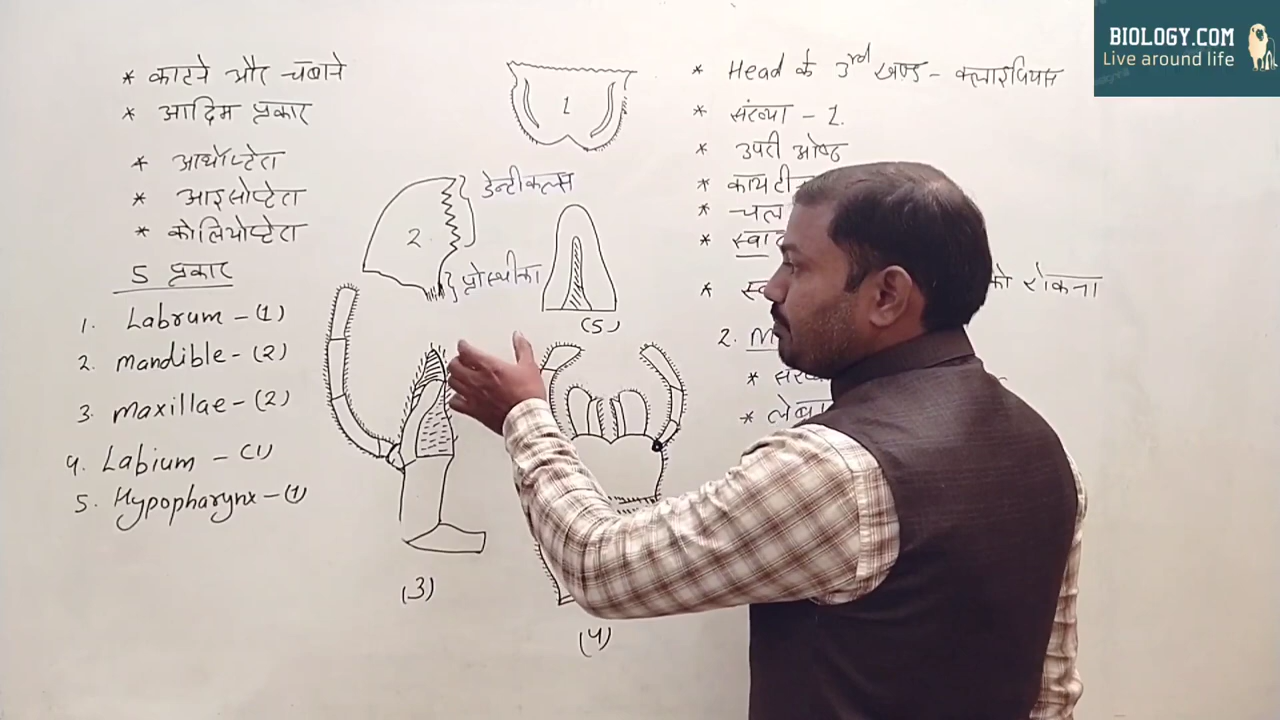 BIOLOGY.COM
Live around life
* काटने और चबाने
* आदिम प्रकार
* आर्थोप्टेरा
* आइसोप्टेरा
* कोलियोप्टेरा
5 प्रकार
1. Labrum - (1)
2. mandible - (2)
3. maxillae - (2)
4. Labium - (1)
5. Hypopharynx - (1)
1
2
डेन्टीकल्स
प्रोस्थीका
(5)
(3)
(4)
* Head के 3rd खण्ड - क्लाइपियस
* संख्या - 1.
* उपरी ओष्ठ
*
*
*
* को रोकना
2.
*
*